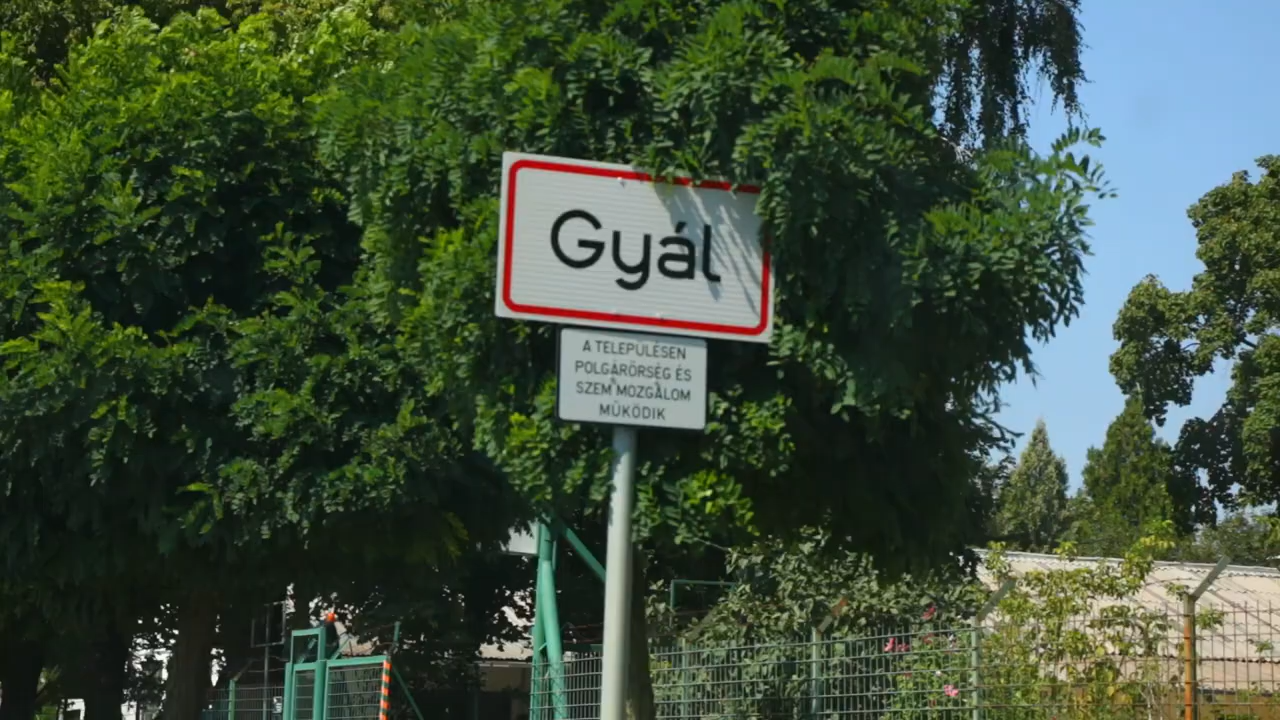 Gyál
A TELEPÜLÉSEN
POLGÁRŐRSÉG ÉS
SZEM MOZGALOM
MŰKÖDIK